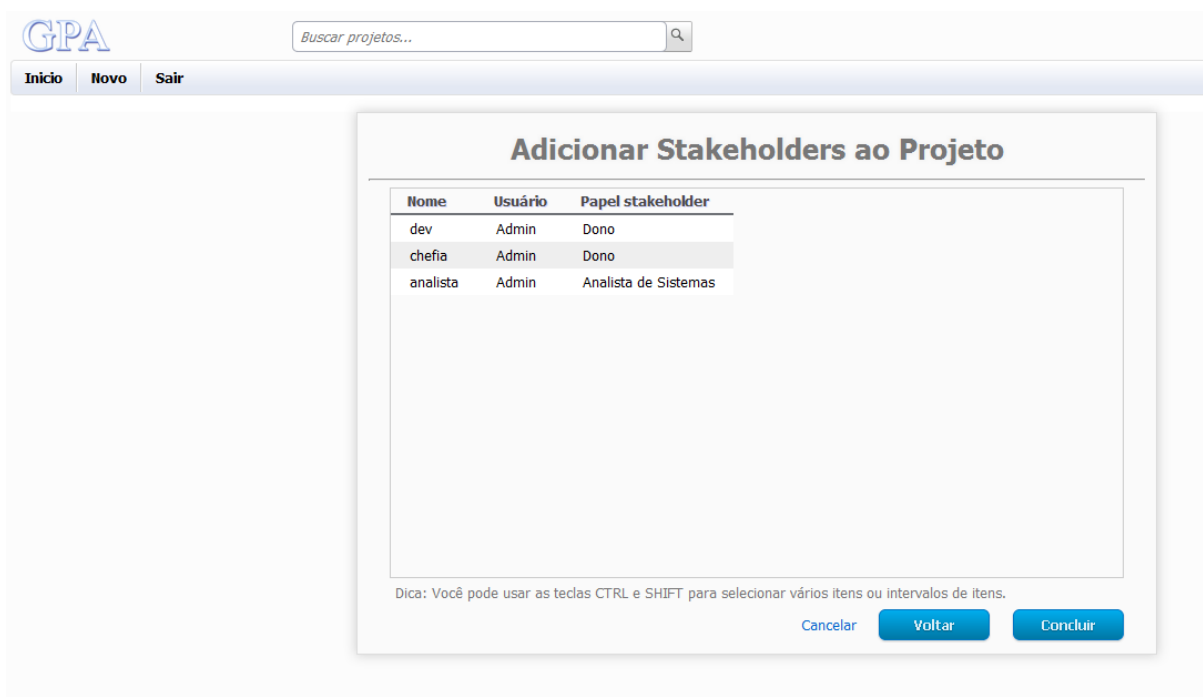 GPA
Buscar projetos...
Inicio Novo Sair
Adicionar Stakeholders ao Projeto
Nome Usuário Papel stakeholder
dev Admin Dono
chefia Admin Dono
analista Admin Analista de Sistemas
Dica: Você pode usar as teclas CTRL e SHIFT para selecionar vários itens ou intervalos de itens.
Cancelar Voltar Concluir